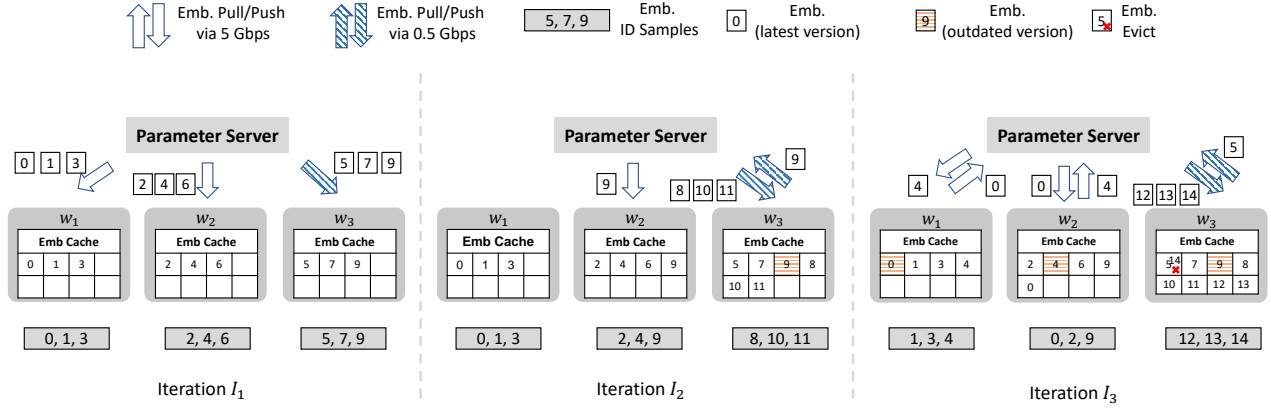 Emb. Pull/Push
via 5 Gbps
Emb. Pull/Push
via 0.5 Gbps
5, 7, 9
Emb.
ID Samples
0
Emb.
(latest version)
9
Emb.
(outdated version)
5
Emb.
Evict
Parameter Server
0 1 3
2 4 6
5 7 9
w₁
Emb Cache
0 1 3
w₂
Emb Cache
2 4 6
w₃
Emb Cache
5 7 9
0, 1, 3
2, 4, 6
5, 7, 9
Iteration I₁
Parameter Server
9
8 10 11
9
w₁
Emb Cache
0 1 3
w₂
Emb Cache
2 4 6 9
w₃
Emb Cache
5 7 9 8
10 11
0, 1, 3
2, 4, 9
8, 10, 11
Iteration I₂
Parameter Server
4
0
0
4
12 13 14
5
w₁
Emb Cache
0 1 3 4
w₂
Emb Cache
2 4 6 9
0
w₃
Emb Cache
5 14 7 9 8
10 11 12 13
1, 3, 4
0, 2, 9
12, 13, 14
Iteration I₃